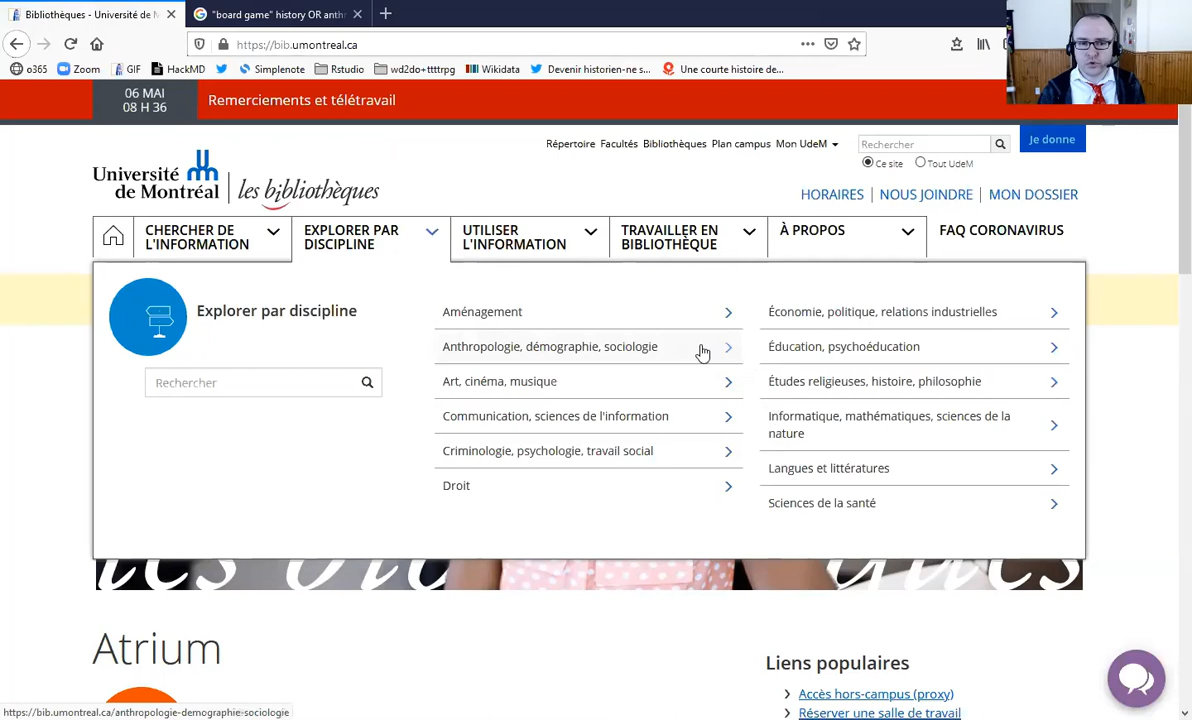 Bibliothèques - Université de M
"board game" history OR anthr
https://bib.umontreal.ca
o365
Zoom
GIF
HackMD
Simplenote
Rstudio
wd2do+ttttrpg
Wikidata
Devenir historien-ne s...
Une courte histoire de...
06 MAI
08 H 36
Remerciements et télétravail
Répertoire Facultés Bibliothèques Plan campus Mon UdeM
Rechercher
Je donne
Ce site
Tout UdeM
Université
de Montréal
les bibliothèques
HORAIRES
NOUS JOINDRE
MON DOSSIER
CHERCHER DE
L'INFORMATION
EXPLORER PAR
DISCIPLINE
UTILISER
L'INFORMATION
TRAVAILLER EN
BIBLIOTHÈQUE
À PROPOS
FAQ CORONAVIRUS
Explorer par discipline
Rechercher
Aménagement
Anthropologie, démographie, sociologie
Art, cinéma, musique
Communication, sciences de l'information
Criminologie, psychologie, travail social
Droit
Économie, politique, relations industrielles
Éducation, psychoéducation
Études religieuses, histoire, philosophie
Informatique, mathématiques, sciences de la
nature
Langues et littératures
Sciences de la santé
Atrium
Liens populaires
Accès hors-campus (proxy)
Réserver une salle de travail
https://bib.umontreal.ca/anthropologie-demographie-sociologie